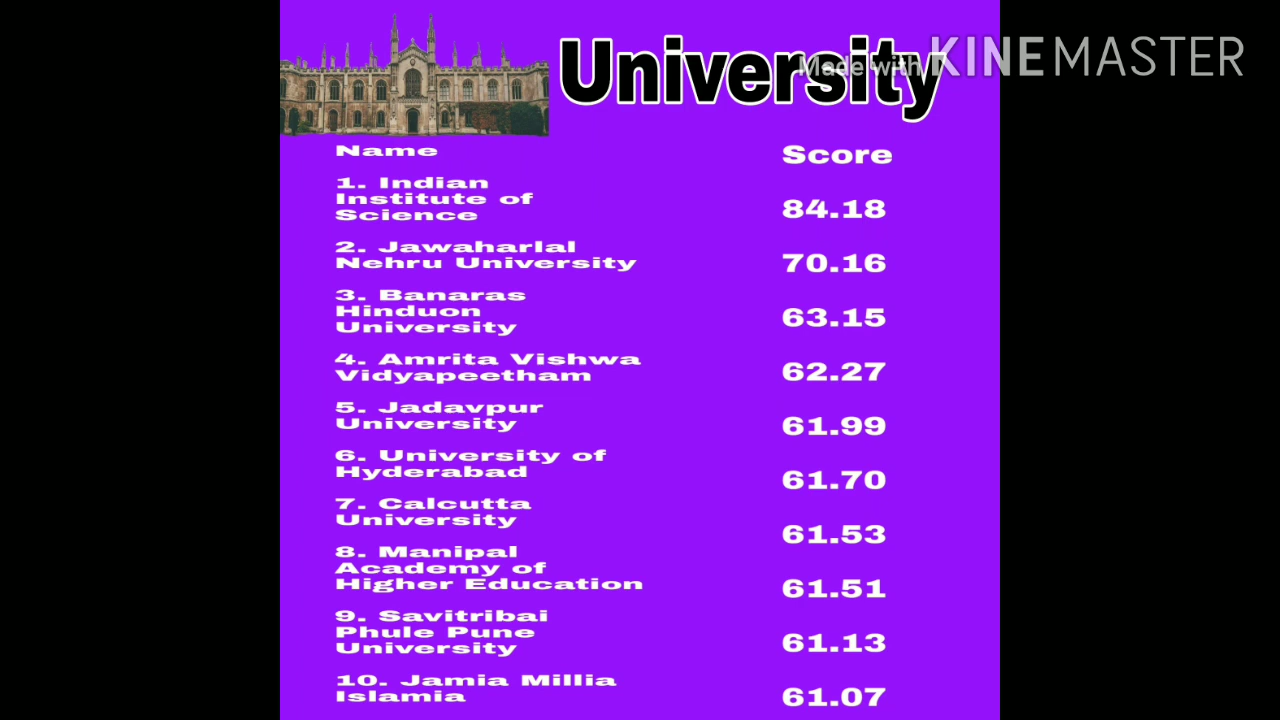 University
Made with KINEMASTER
Name Score
1. Indian
Institute of
Science
84.18
2. Jawaharlal
Nehru University
70.16
3. Banaras
Hinduon
University
63.15
4. Amrita Vishwa
Vidyapeetham
62.27
5. Jadavpur
University
61.99
6. University of
Hyderabad
61.70
7. Calcutta
University
61.53
8. Manipal
Academy of
Higher Education
61.51
9. Savitribai
Phule Pune
University
61.13
10. Jamia Millia
Islamia
61.07